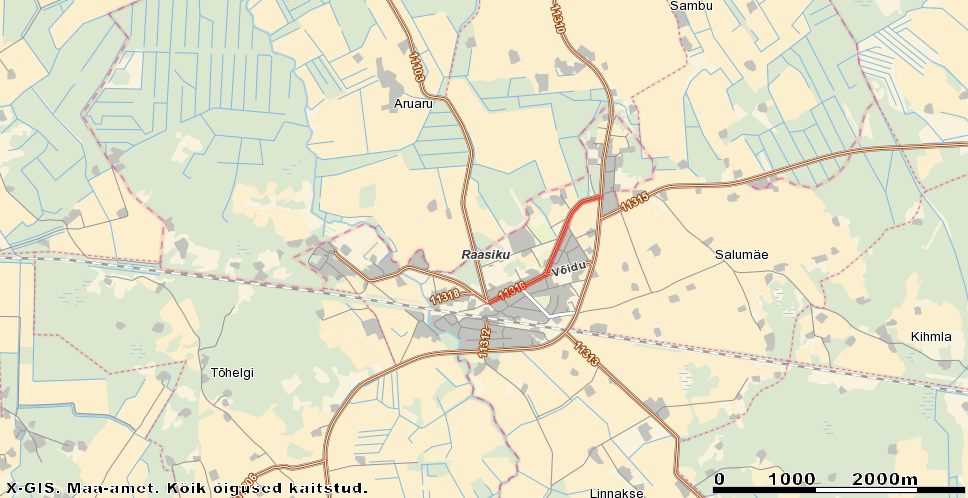 Sambu
11310
11103
Aruaru
11315
Raasiku
Salumäe
Võidu
11316
11318
11312
Kihmla
11313
Tõhelgi
X-GIS. Maa-amet. Kõik õigused kaitstud.
0 1000 2000m
Linnakse